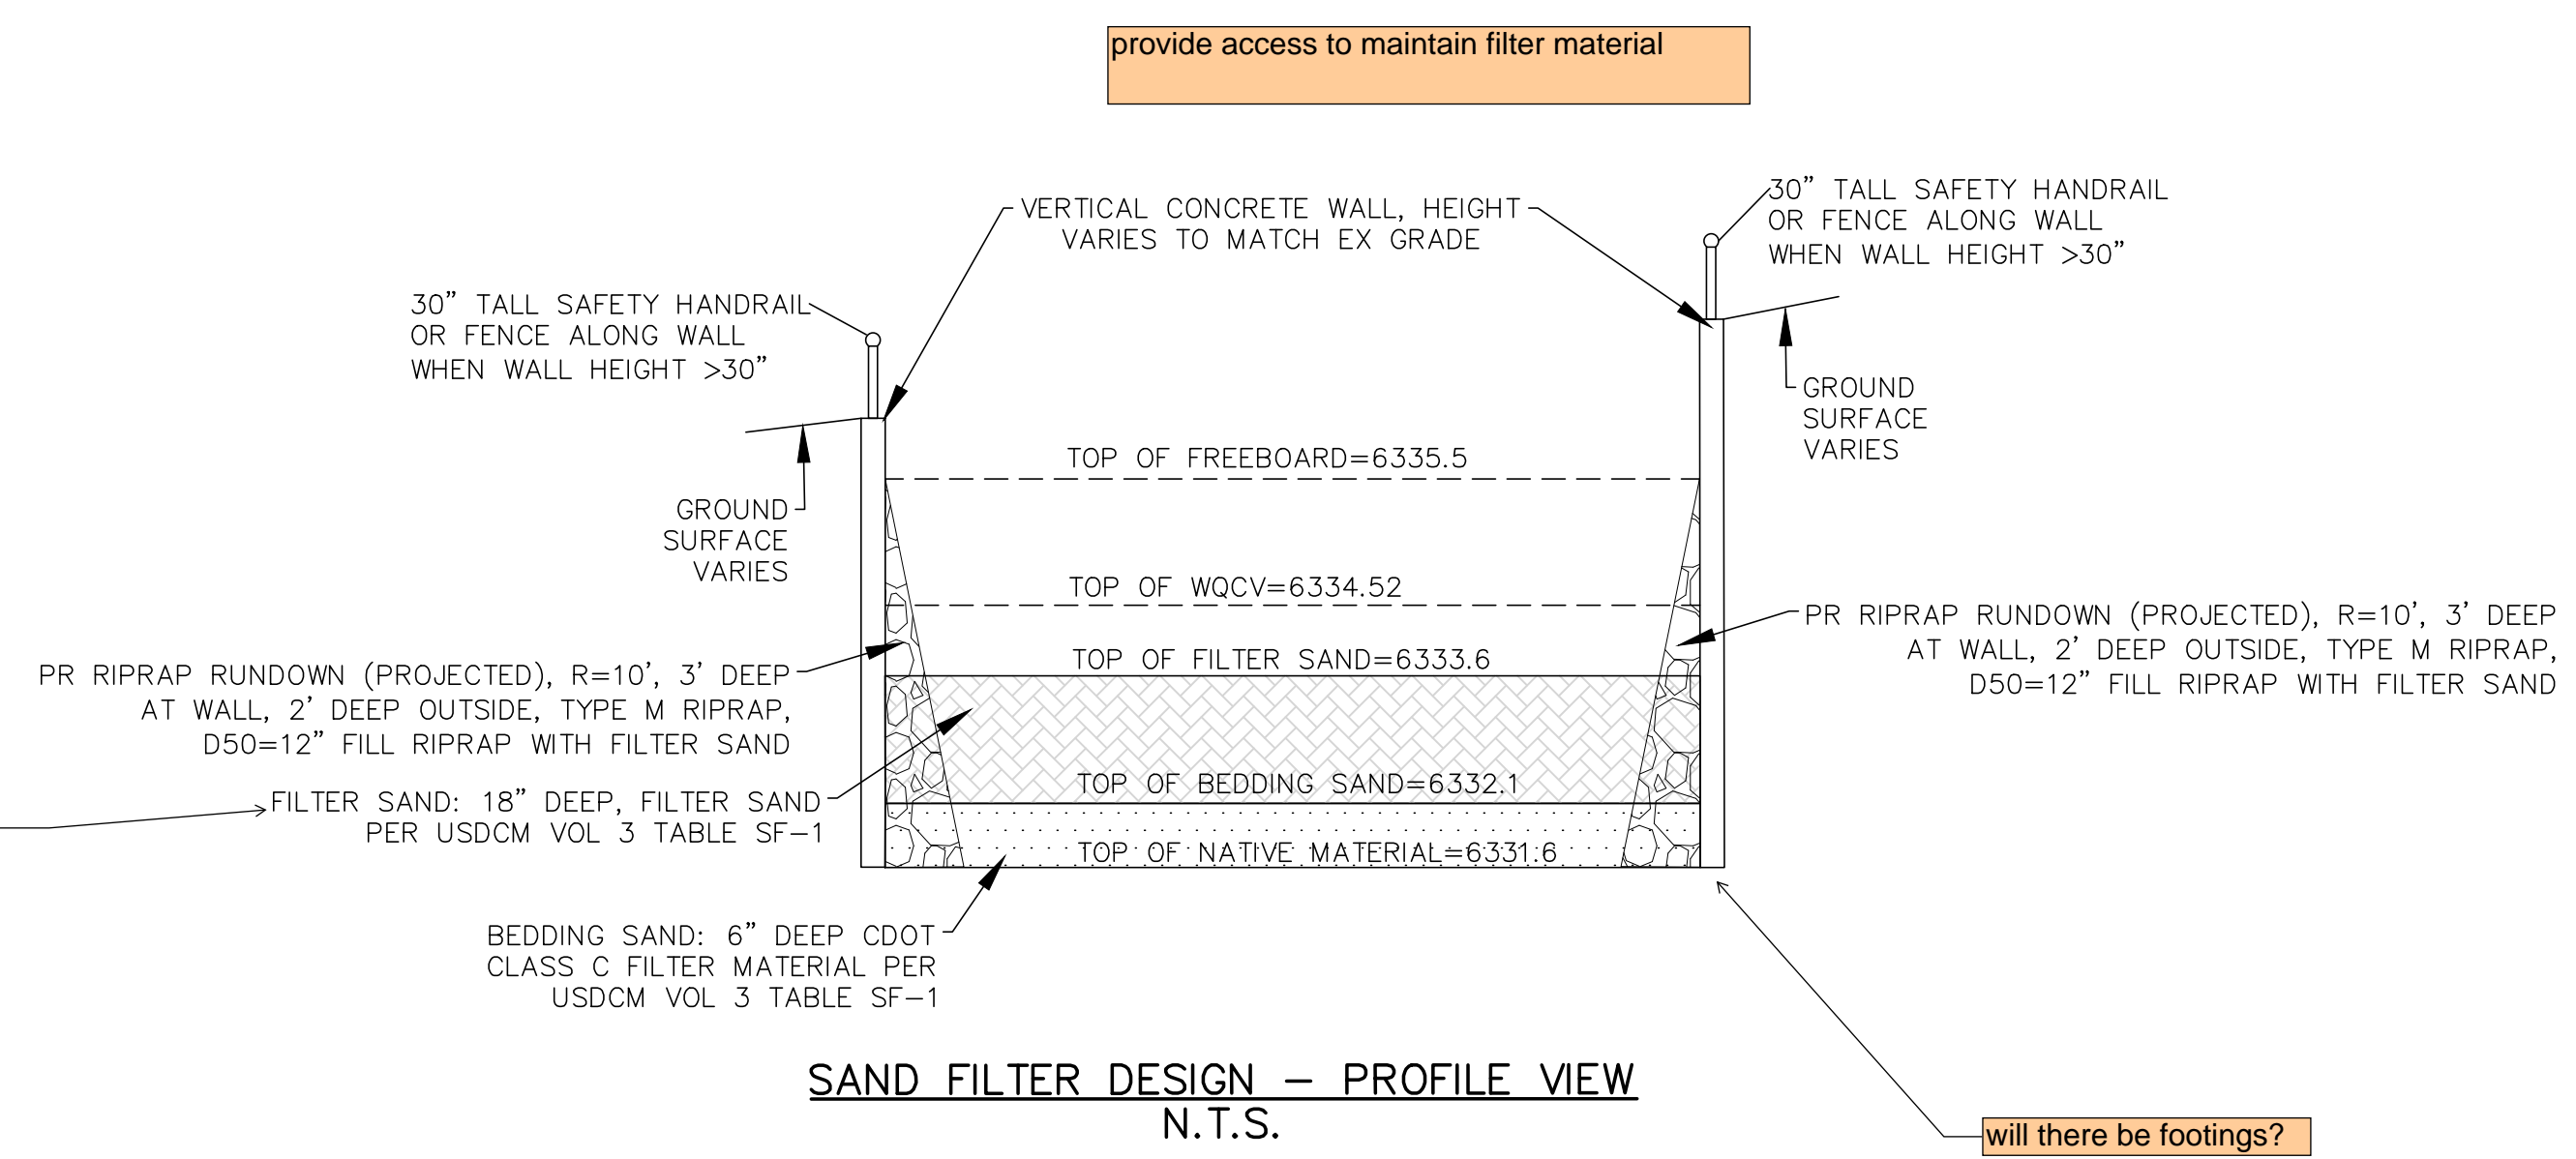 provide access to maintain filter material
VERTICAL CONCRETE WALL, HEIGHT
VARIES TO MATCH EX GRADE
30” TALL SAFETY HANDRAIL
OR FENCE ALONG WALL
WHEN WALL HEIGHT >30”
30” TALL SAFETY HANDRAIL
OR FENCE ALONG WALL
WHEN WALL HEIGHT >30”
GROUND
SURFACE
VARIES
TOP OF FREEBOARD=6335.5
GROUND
SURFACE
VARIES
TOP OF WQCV=6334.52
PR RIPRAP RUNDOWN (PROJECTED), R=10’, 3’ DEEP
AT WALL, 2’ DEEP OUTSIDE, TYPE M RIPRAP,
D50=12” FILL RIPRAP WITH FILTER SAND
TOP OF FILTER SAND=6333.6
PR RIPRAP RUNDOWN (PROJECTED), R=10’, 3’ DEEP
AT WALL, 2’ DEEP OUTSIDE, TYPE M RIPRAP,
D50=12” FILL RIPRAP WITH FILTER SAND
TOP OF BEDDING SAND=6332.1
FILTER SAND: 18” DEEP, FILTER SAND
PER USDCM VOL 3 TABLE SF-1
TOP OF NATIVE MATERIAL=6331.6
BEDDING SAND: 6” DEEP CDOT
CLASS C FILTER MATERIAL PER
USDCM VOL 3 TABLE SF-1
SAND FILTER DESIGN – PROFILE VIEW
N.T.S.
will there be footings?